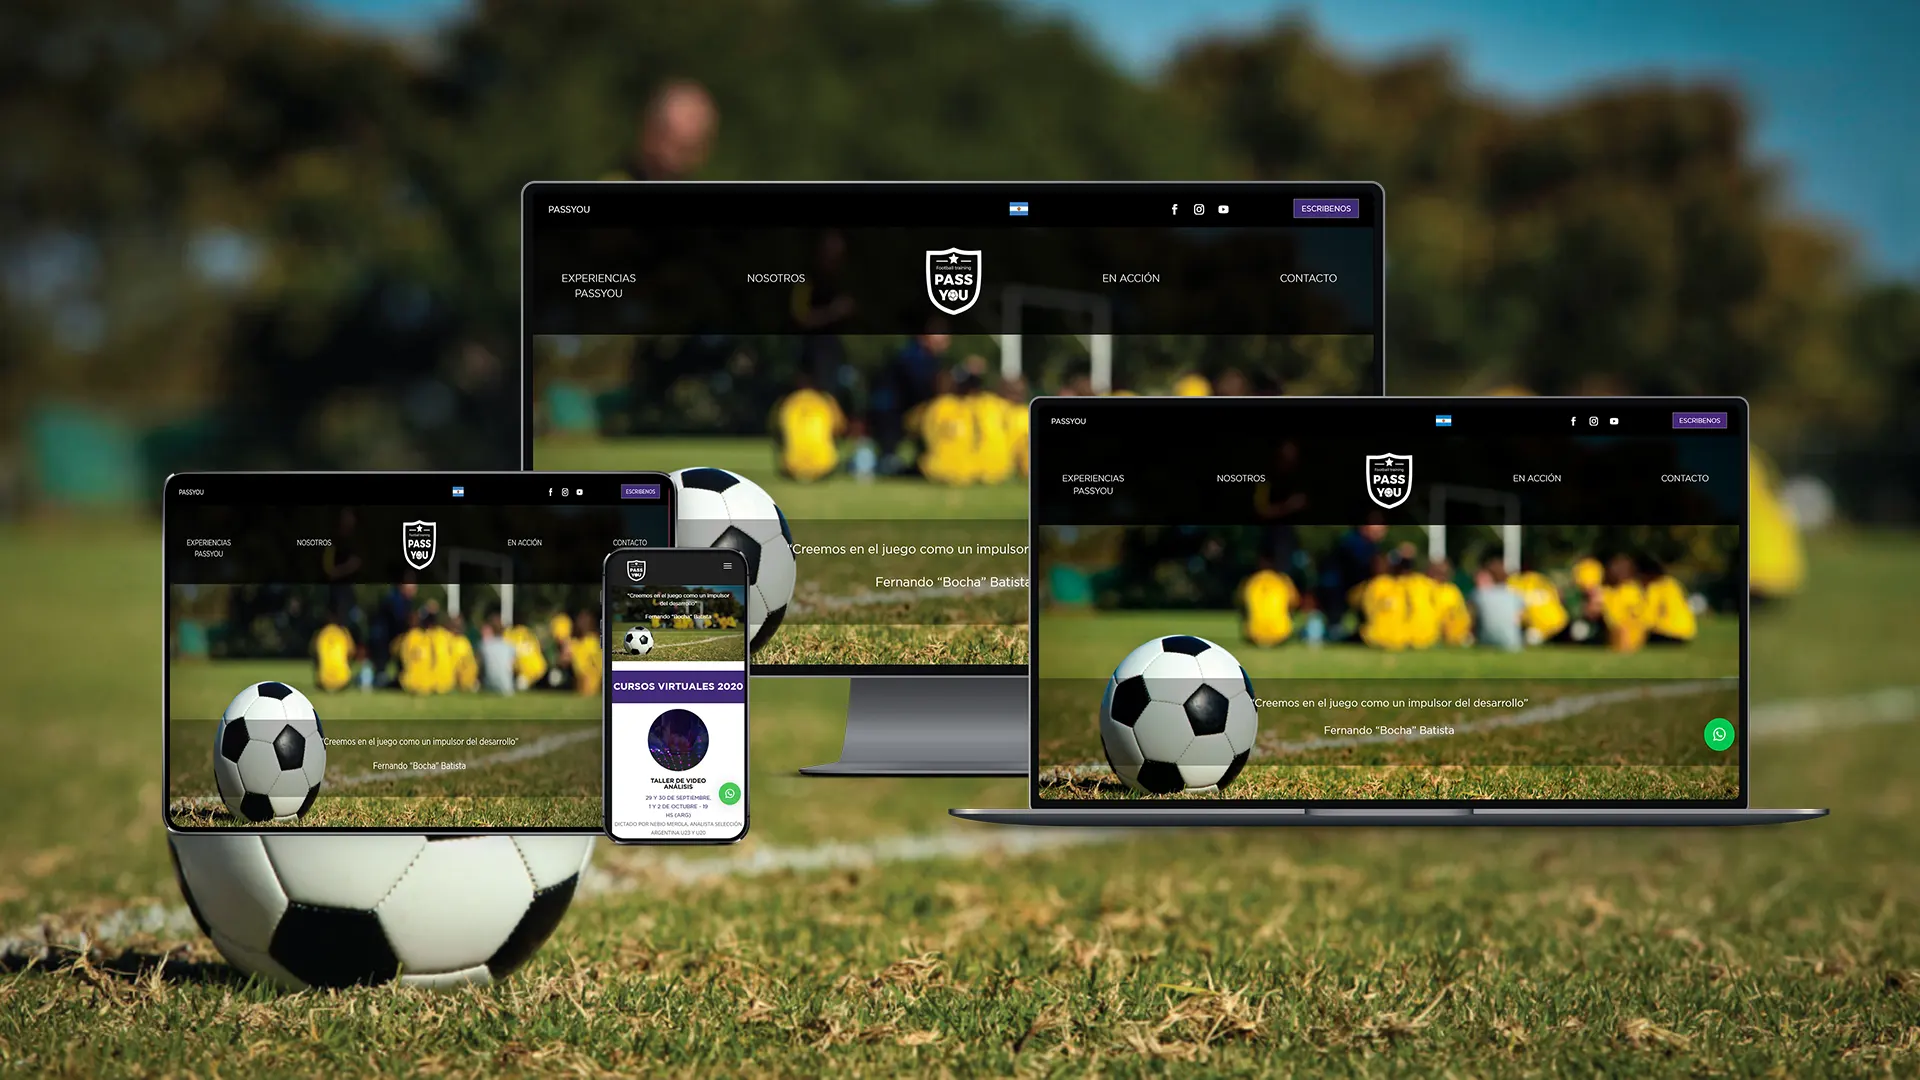 PASSYOU
ESCRIBENOS
EXPERIENCIAS
PASSYOU
NOSOTROS
Football training
PASS
YOU
EN ACCIÓN
CONTACTO
“Creemos en el juego como un impulsor
Fernando “Bocha” Batista
PASSYOU
ESCRIBENOS
EXPERIENCIAS
PASSYOU
NOSOTROS
Football training
PASS
YOU
EN ACCIÓN
CONTACTO
“Creemos en el juego como un impulsor del desarrollo”
Fernando “Bocha” Batista
PASSYOU
ESCRIBENOS
EXPERIENCIAS
PASSYOU
NOSOTROS
Football training
PASS
YOU
EN ACCIÓN
CONTACTO
“Creemos en el juego como un impulsor del desarrollo”
Fernando “Bocha” Batista
PASS
YOU
“Creemos en el juego como un impulsor
del desarrollo”
Fernando “Bocha” Batista
CURSOS VIRTUALES 2020
TALLER DE VIDEO
ANÁLISIS
29 Y 30 DE SEPTIEMBRE,
1 Y 2 DE OCTUBRE - 19
HS (ARG)
DICTADO POR NEBIO MEROLA, ANALISTA SELECCIÓN
ARGENTINA U23 Y U20